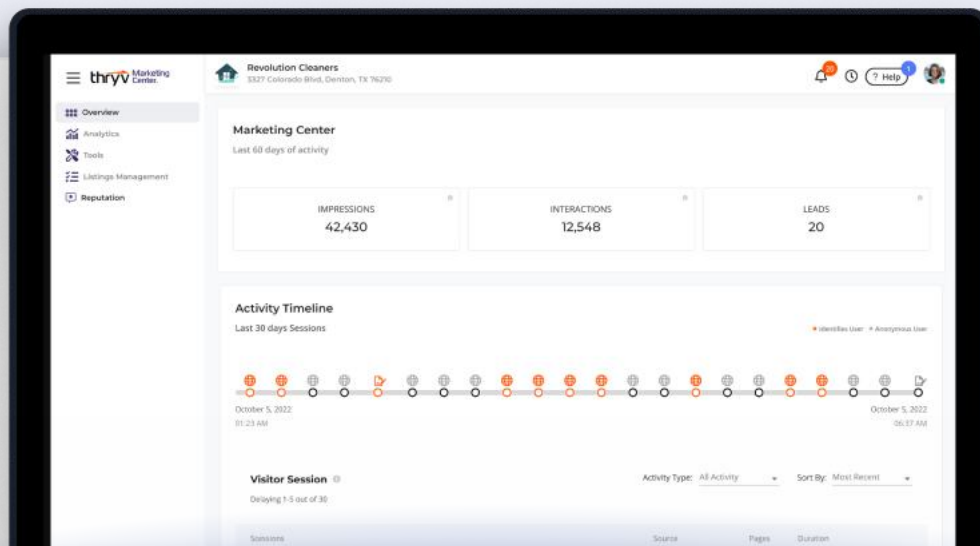 thryv Marketing Center.
Revolution Cleaners
3327 Colorado Blvd, Denton, TX 76210
20
? Help
1
Overview
Analytics
Tools
Listings Management
Reputation
Marketing Center
Last 60 days of activity
IMPRESSIONS
42,430
INTERACTIONS
12,548
LEADS
20
Activity Timeline
Last 30 days Sessions
Identifies User
Anonymous User
October 5, 2022
01:23 AM
October 5, 2022
06:37 AM
Visitor Session
Delaying 1-5 out of 30
Activity Type: All Activity
Sort By: Most Recent
Sessions
Source
Pages
Duration